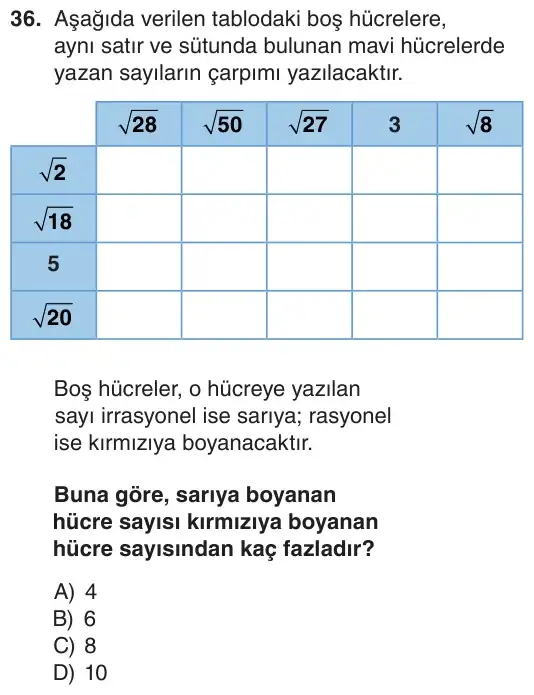 36. Aşağıda verilen tablodaki boş hücrelere,
aynı satır ve sütunda bulunan mavi hücrelerde
yazan sayıların çarpımı yazılacaktır.
√28 √50 √27 3 √8
√2
√18
5
√20
Boş hücreler, o hücreye yazılan
sayı irrasyonel ise sarıya; rasyonel
ise kırmızıya boyanacaktır.
Buna göre, sarıya boyanan
hücre sayısı kırmızıya boyanan
hücre sayısından kaç fazladır?
A) 4
B) 6
C) 8
D) 10